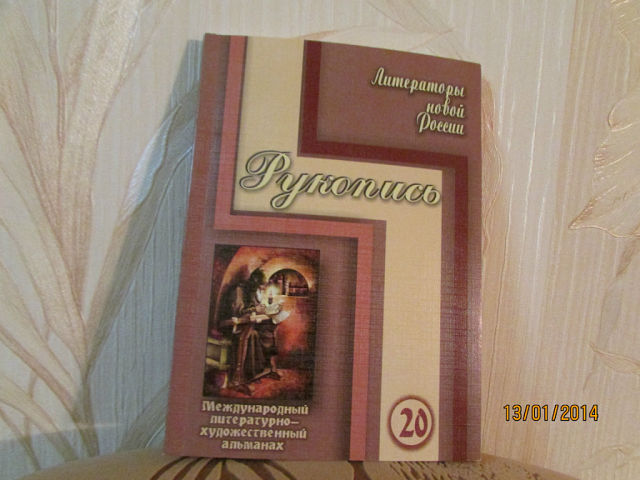 Литераторы
новой
России
Рукопись
Международный
литературно–
художественный
альманах
20
13/01/2014